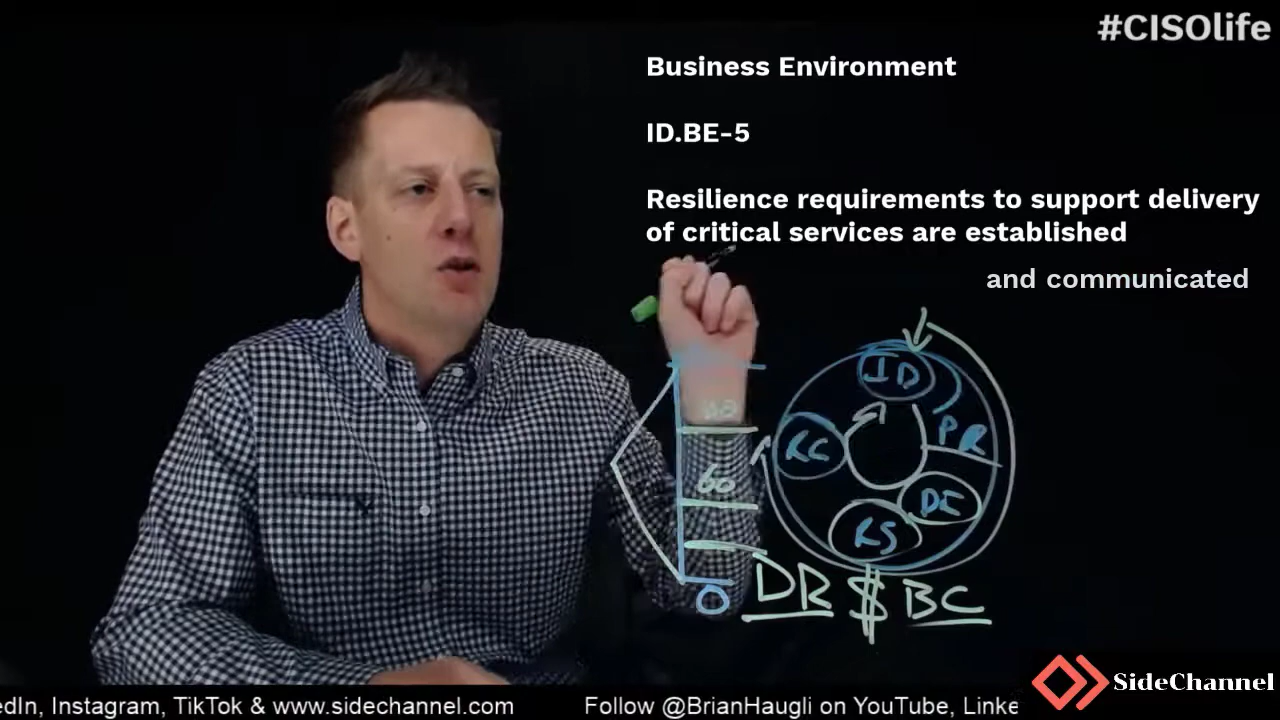 #CISOlife
Business Environment
ID.BE-5
Resilience requirements to support delivery
of critical services are established
and communicated
ID
RC
PR
60
DE
RS
0
DR $ BC
SideChannel
edIn, Instagram, TikTok & www.sidechannel.com
Follow @BrianHaugli on YouTube, Linke